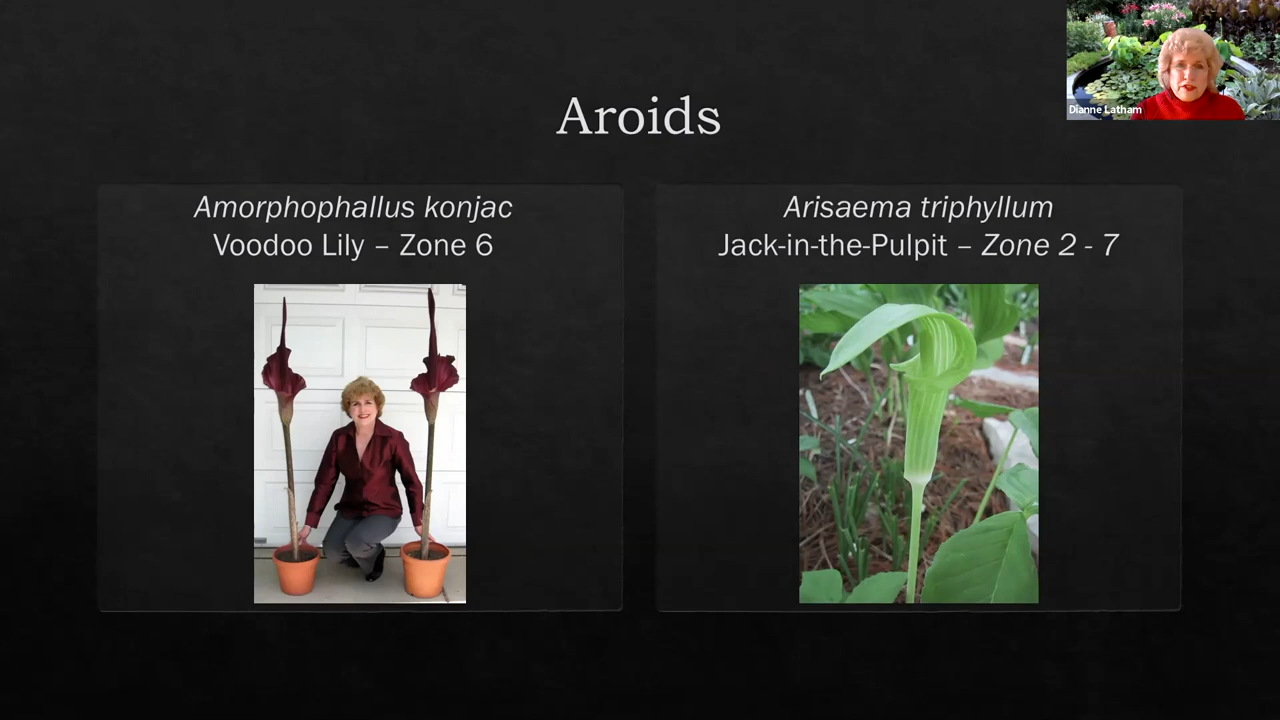 Dianne Latham
Aroids
Amorphophallus konjac
Voodoo Lily – Zone 6
Arisaema triphyllum
Jack-in-the-Pulpit – Zone 2 - 7